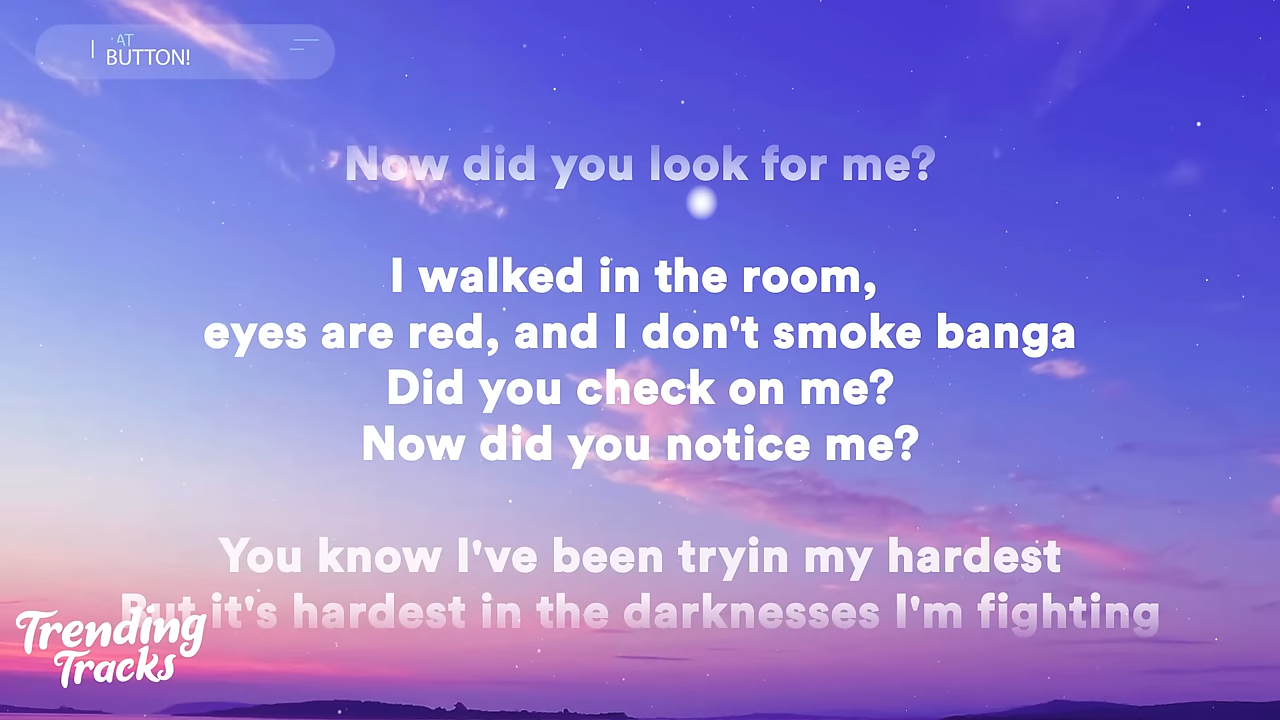 AT
BUTTON!
Now did you look for me?
I walked in the room,
eyes are red, and I don't smoke banga
Did you check on me?
Now did you notice me?
You know I've been tryin my hardest
But it's hardest in the darknesses I'm fighting
Trending
Tracks